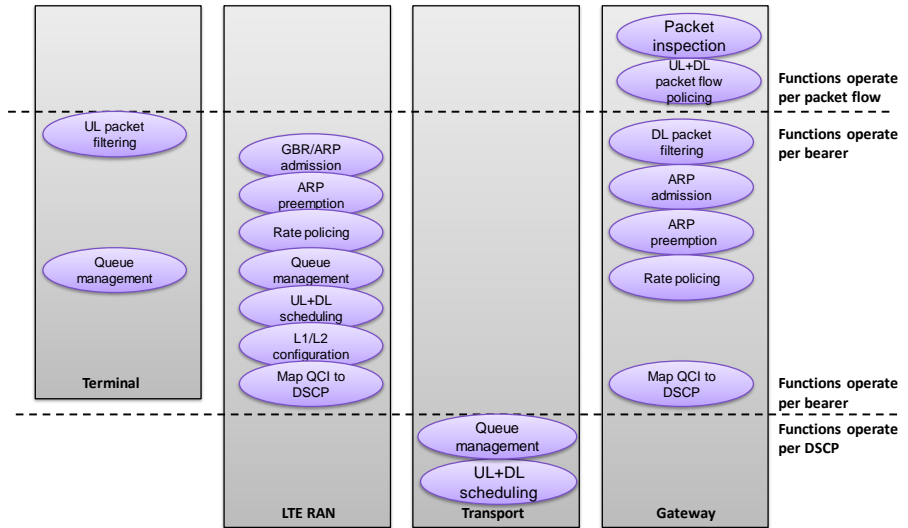 Packet
inspection
UL+DL
packet flow
policing
Functions operate
per packet flow
UL packet
filtering
GBR/ARP
admission
DL packet
filtering
Functions operate
per bearer
ARP
preemption
ARP
admission
Rate policing
ARP
preemption
Queue
management
Queue
management
Rate policing
UL+DL
scheduling
L1/L2
configuration
Terminal
Map QCI to
DSCP
Map QCI to
DSCP
Functions operate
per bearer
Queue
management
Functions operate
per DSCP
UL+DL
scheduling
LTE RAN
Transport
Gateway